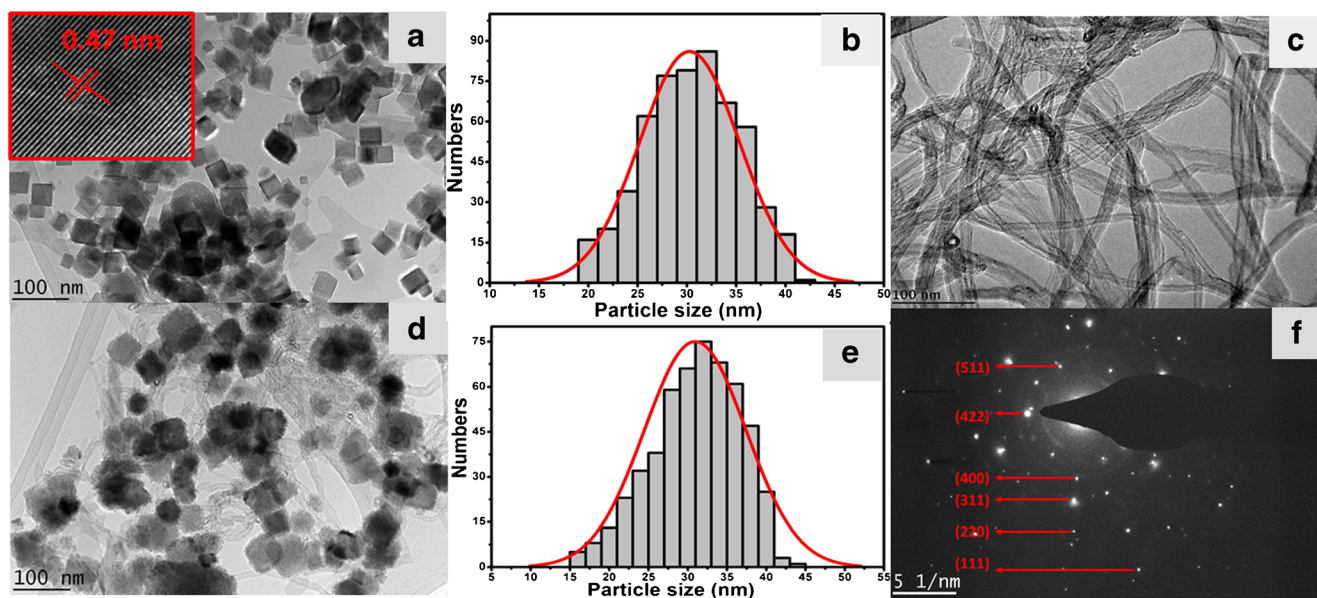 0.47 nm
a
100 nm
b
Numbers
90
75
60
45
30
15
0
10 15 20 25 30 35 40 45 50
Particle size (nm)
c
100 nm
d
100 nm
e
Numbers
75
60
45
30
15
0
5 10 15 20 25 30 35 40 45 50 55
Particle size (nm)
f
(511)
(422)
(400)
(311)
(220)
(111)
5 1/nm